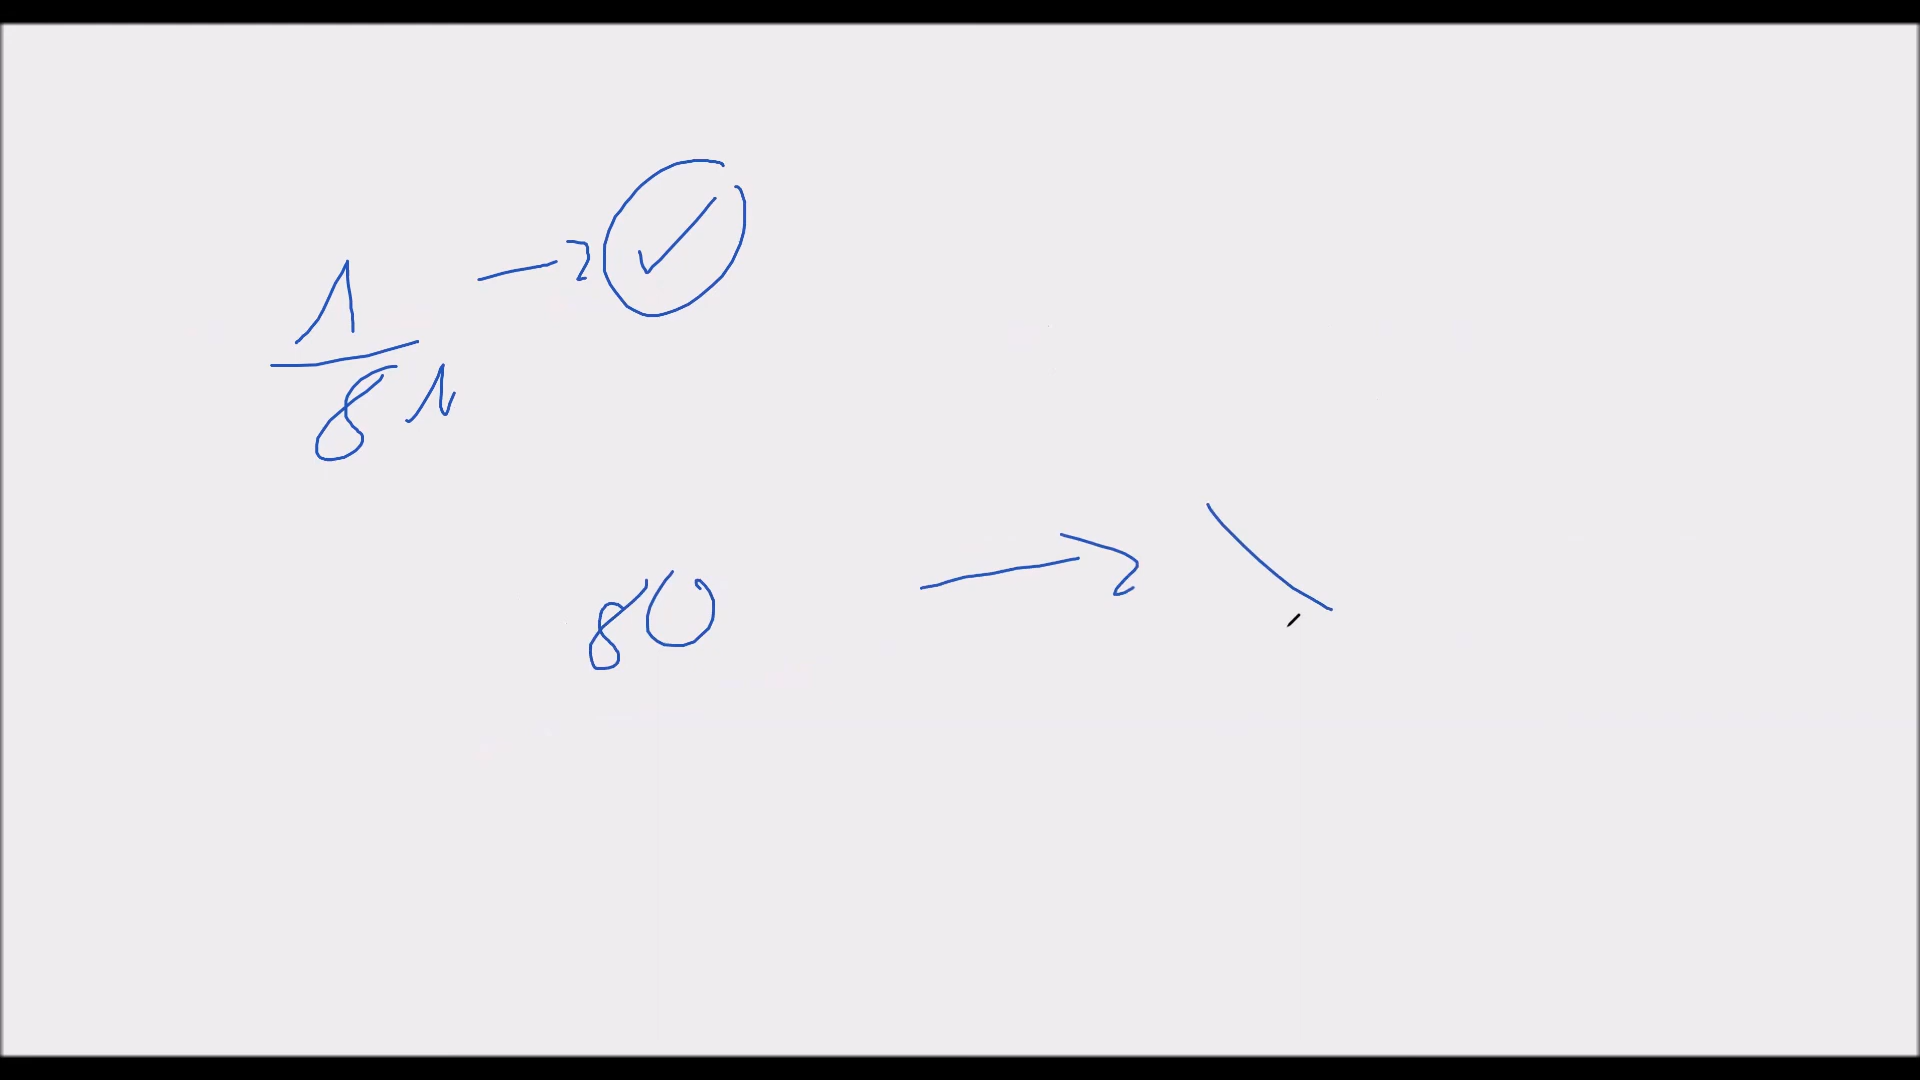 1/81 → ✓
80 → \